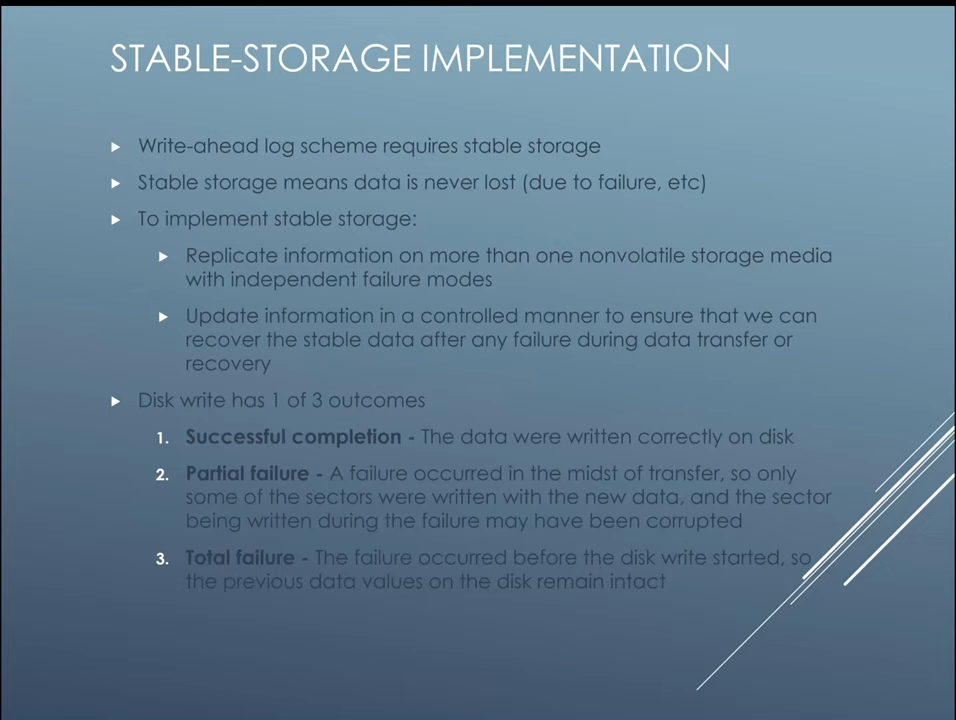 STABLE-STORAGE IMPLEMENTATION
Write-ahead log scheme requires stable storage
Stable storage means data is never lost (due to failure, etc)
To implement stable storage:
Replicate information on more than one nonvolatile storage media
with independent failure modes
Update information in a controlled manner to ensure that we can
recover the stable data after any failure during data transfer or
recovery
Disk write has 1 of 3 outcomes
1. Successful completion - The data were written correctly on disk
2. Partial failure - A failure occurred in the midst of transfer, so only
some of the sectors were written with the new data, and the sector
being written during the failure may have been corrupted
3. Total failure - The failure occurred before the disk write started, so
the previous data values on the disk remain intact